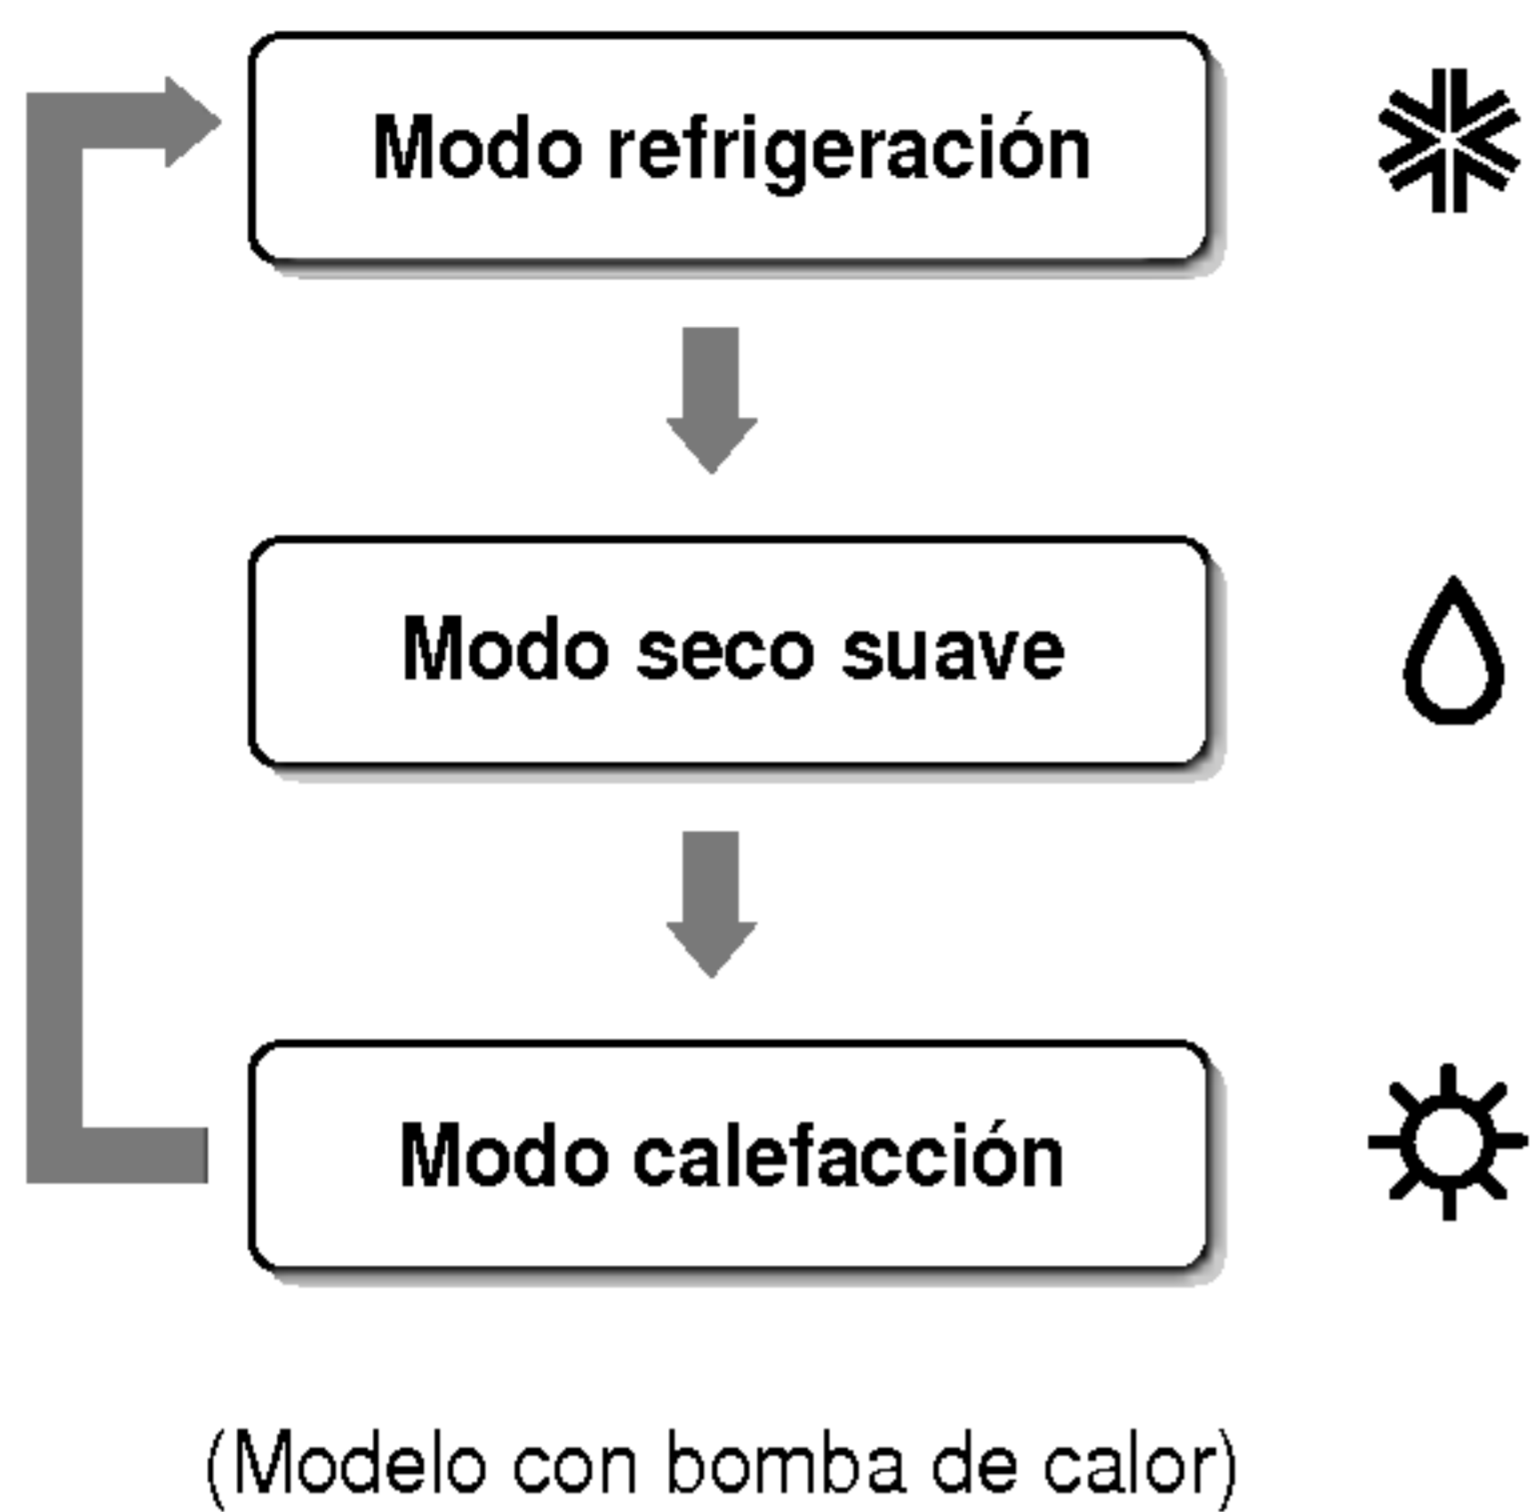 Modo refrigeración
Modo seco suave
Modo calefacción
(Modelo con bomba de calor)